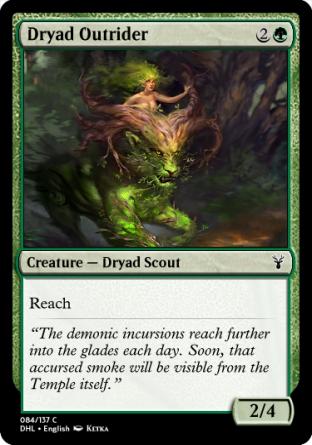 Dryad Outrider 2
Creature — Dryad Scout
Reach
“The demonic incursions reach further
into the glades each day. Soon, that
accursed smoke will be visible from the
Temple itself.”
2/4
084/137 C
DHL • English Ketka